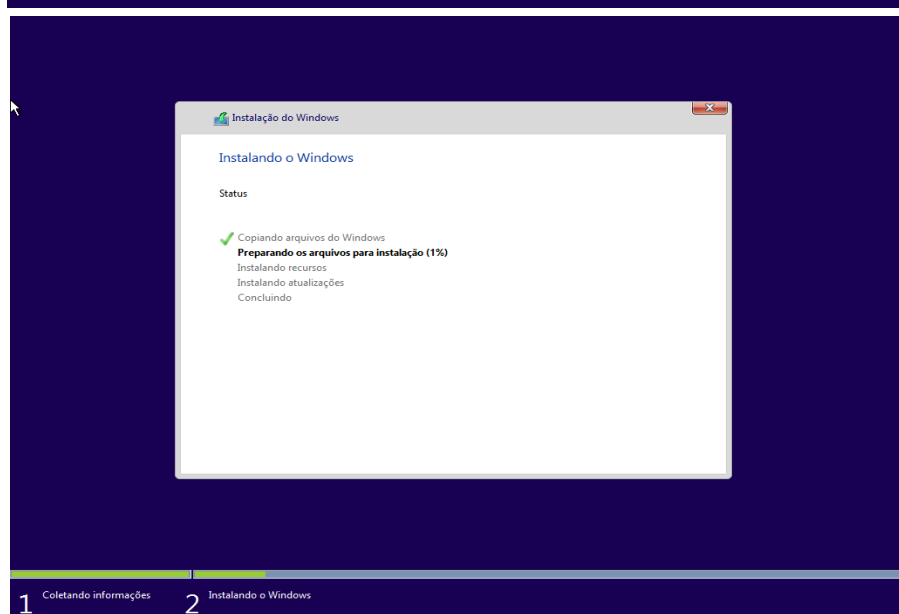 Instalação do Windows
Instalando o Windows
Status
Copiando arquivos do Windows
Preparando os arquivos para instalação (1%)
Instalando recursos
Instalando atualizações
Concluindo
1 Coletando informações 2 Instalando o Windows